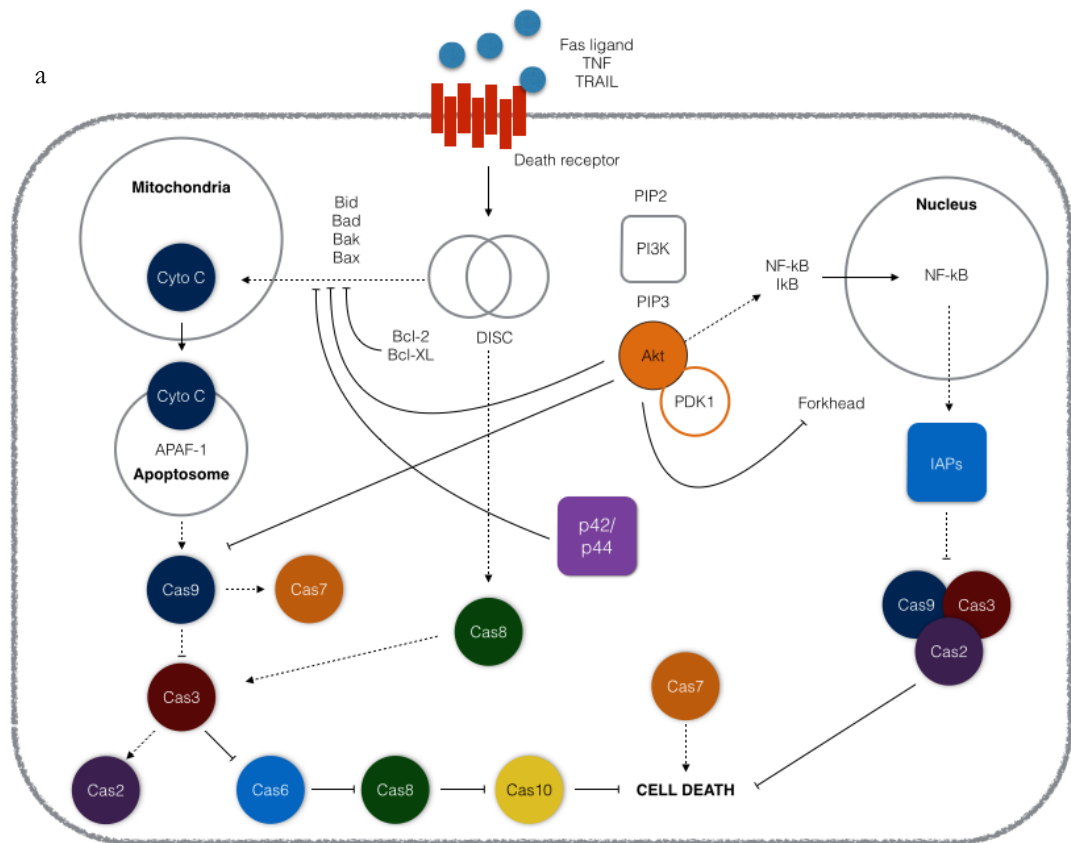 a
Fas ligand
TNF
TRAIL
Death receptor
Mitochondria
Bid
Bad
Bak
Bax
Cyto C
PIP2
PI3K
PIP3
Nucleus
NF-kB
IkB
NF-kB
Bcl-2
Bcl-XL
DISC
Akt
PDK1
Forkhead
Cyto C
APAF-1
Apoptosome
IAPs
p42/
p44
Cas9
Cas7
Cas8
Cas9
Cas3
Cas2
Cas3
Cas7
Cas2
Cas6
Cas8
Cas10
CELL DEATH